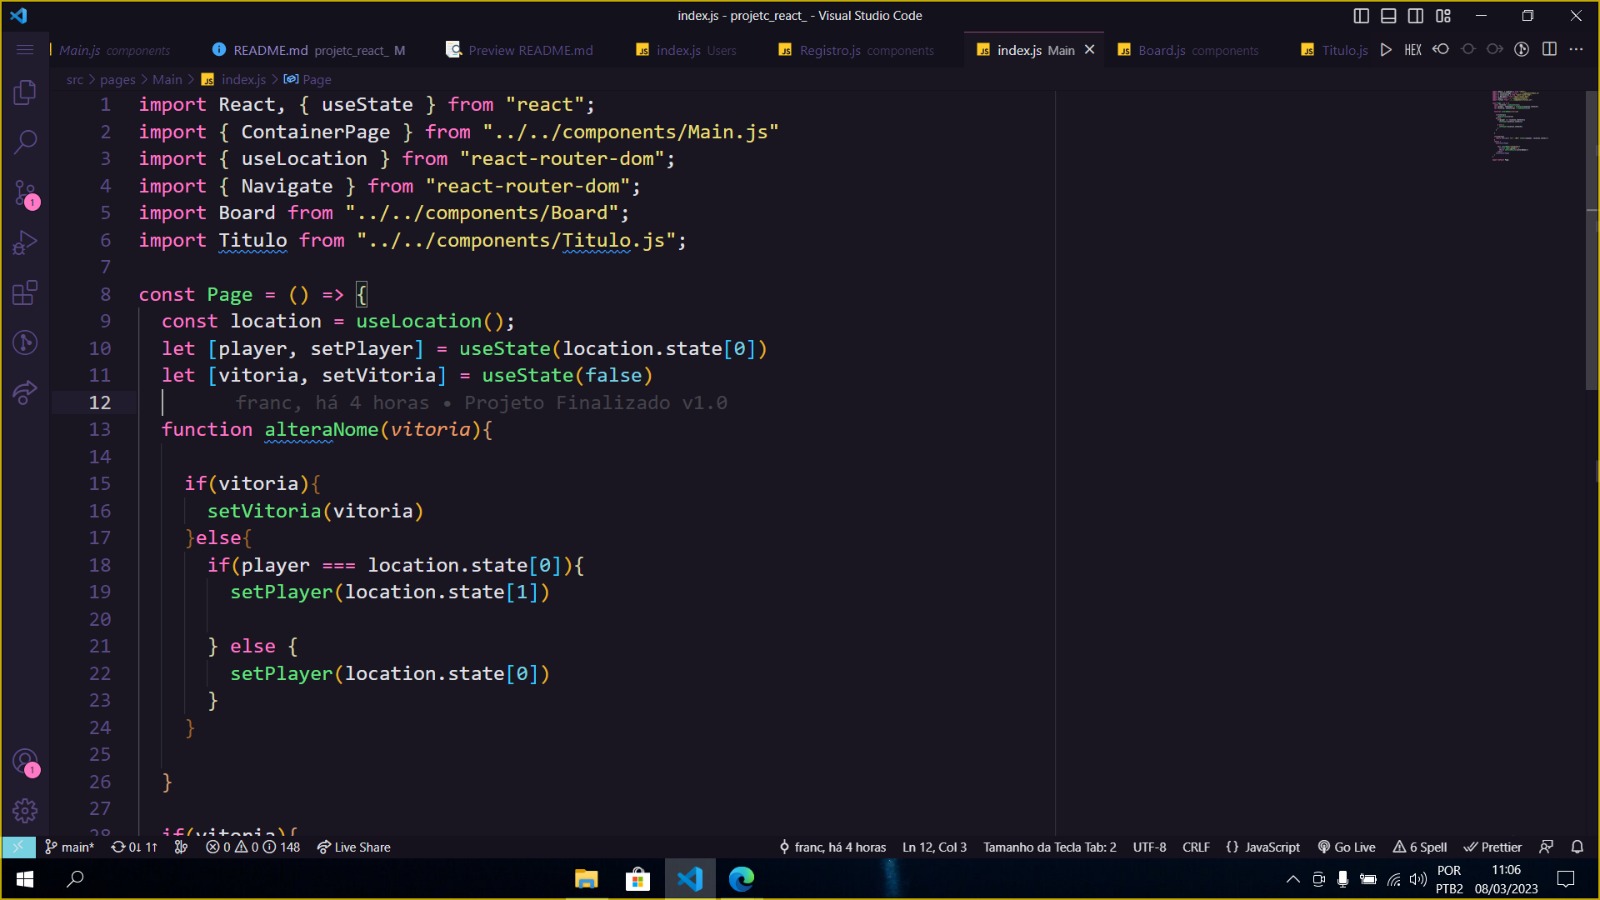 index.js - projetc_react_ - Visual Studio Code
Main.js components
README.md projetc_react_ M
Preview README.md
index.js Users
Registro.js components
index.js Main
Board.js components
Titulo.js
HEX
src > pages > Main > index.js > Page
1 import React, { useState } from "react";
2 import { ContainerPage } from "../../components/Main.js"
3 import { useLocation } from "react-router-dom";
4 import { Navigate } from "react-router-dom";
5 import Board from "../../components/Board";
6 import Titulo from "../../components/Titulo.js";
7
8 const Page = () => {
9 const location = useLocation();
10 let [player, setPlayer] = useState(location.state[0])
11 let [vitoria, setVitoria] = useState(false)
12 franc, há 4 horas • Projeto Finalizado v1.0
13 function alteraNome(vitoria){
14
15 if(vitoria){
16 setVitoria(vitoria)
17 }else{
18 if(player === location.state[0]){
19 setPlayer(location.state[1])
20
21 } else {
22 setPlayer(location.state[0])
23 }
24 }
25
26 }
27
28 if(vitoria){
1
1
main* 0↓ 1↑ 0 0 148 Live Share franc, há 4 horas Ln 12, Col 3 Tamanho da Tecla Tab: 2 UTF-8 CRLF {} JavaScript Go Live 6 Spell Prettier
POR
PTB2
11:06
08/03/2023